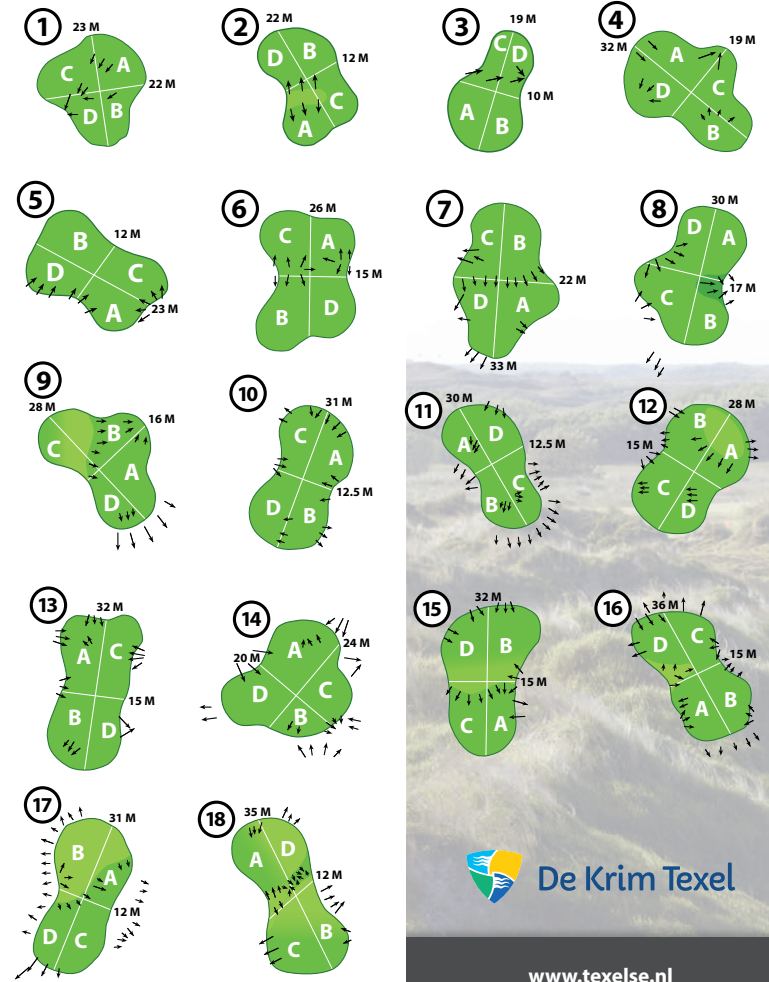 1
23 M
C
A
22 M
D
B
2
22 M
D
B
12 M
C
A
3
19 M
C
D
10 M
A
B
4
32 M
A
19 M
D
C
B
5
B
12 M
D
C
A
23 M
6
26 M
C
A
15 M
B
D
7
C
B
22 M
D
A
33 M
8
30 M
D
A
17 M
C
B
9
28 M
16 M
B
C
A
D
10
31 M
C
A
12.5 M
D
B
11
30 M
D
A
12.5 M
C
B
12
28 M
B
15 M
A
C
D
13
32 M
A
C
15 M
B
D
14
A
24 M
20 M
D
C
B
15
32 M
D
B
15 M
C
A
16
36 M
D
C
15 M
A
B
17
31 M
B
A
12 M
D
C
18
35 M
A
D
12 M
B
C
De Krim Texel
www.texelse.nl